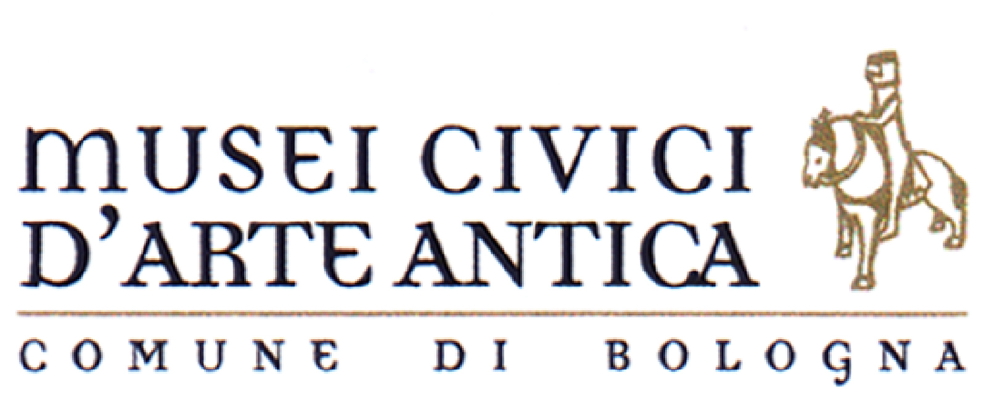 MUSEI CIVICI
D'ARTE ANTICA
COMUNE DI BOLOGNA